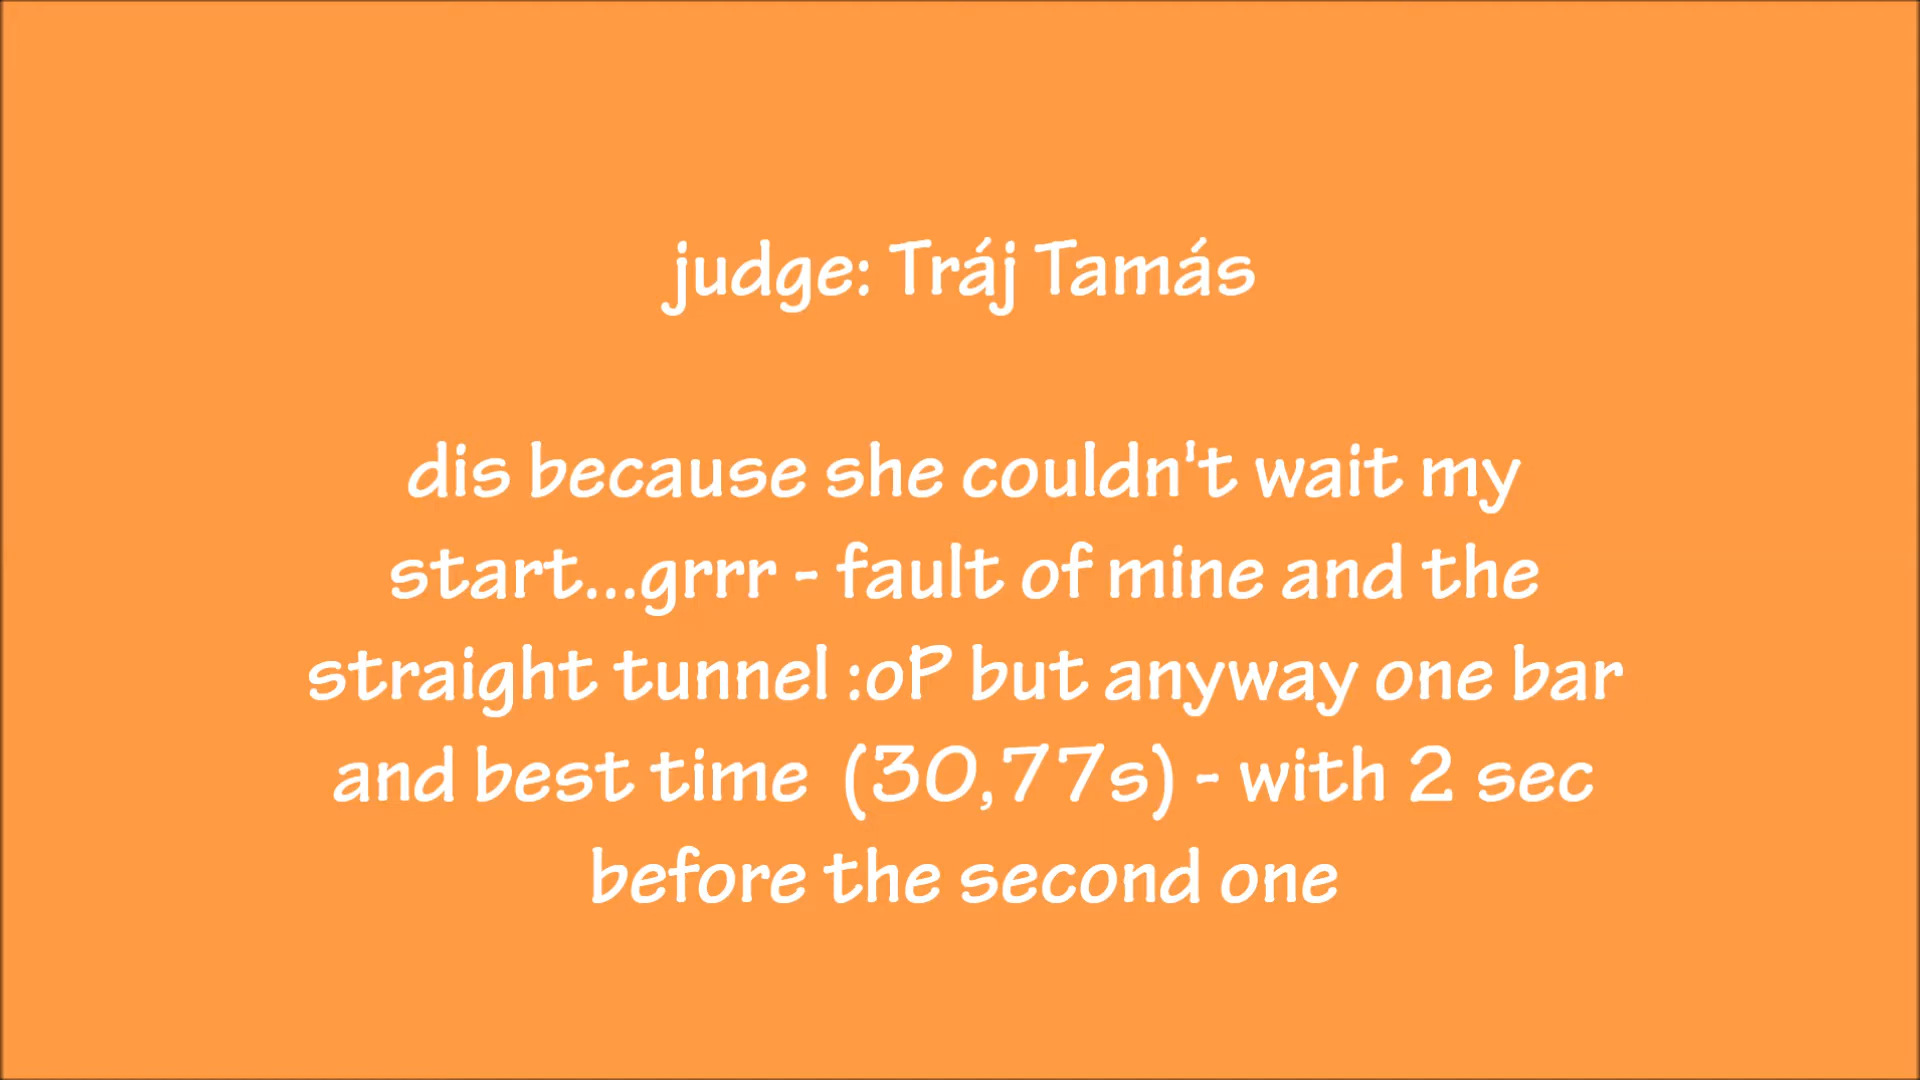 judge: Tráj Tamás
dis because she couldn't wait my
start...grrr - fault of mine and the
straight tunnel :oP but anyway one bar
and best time (30,77s) - with 2 sec
before the second one